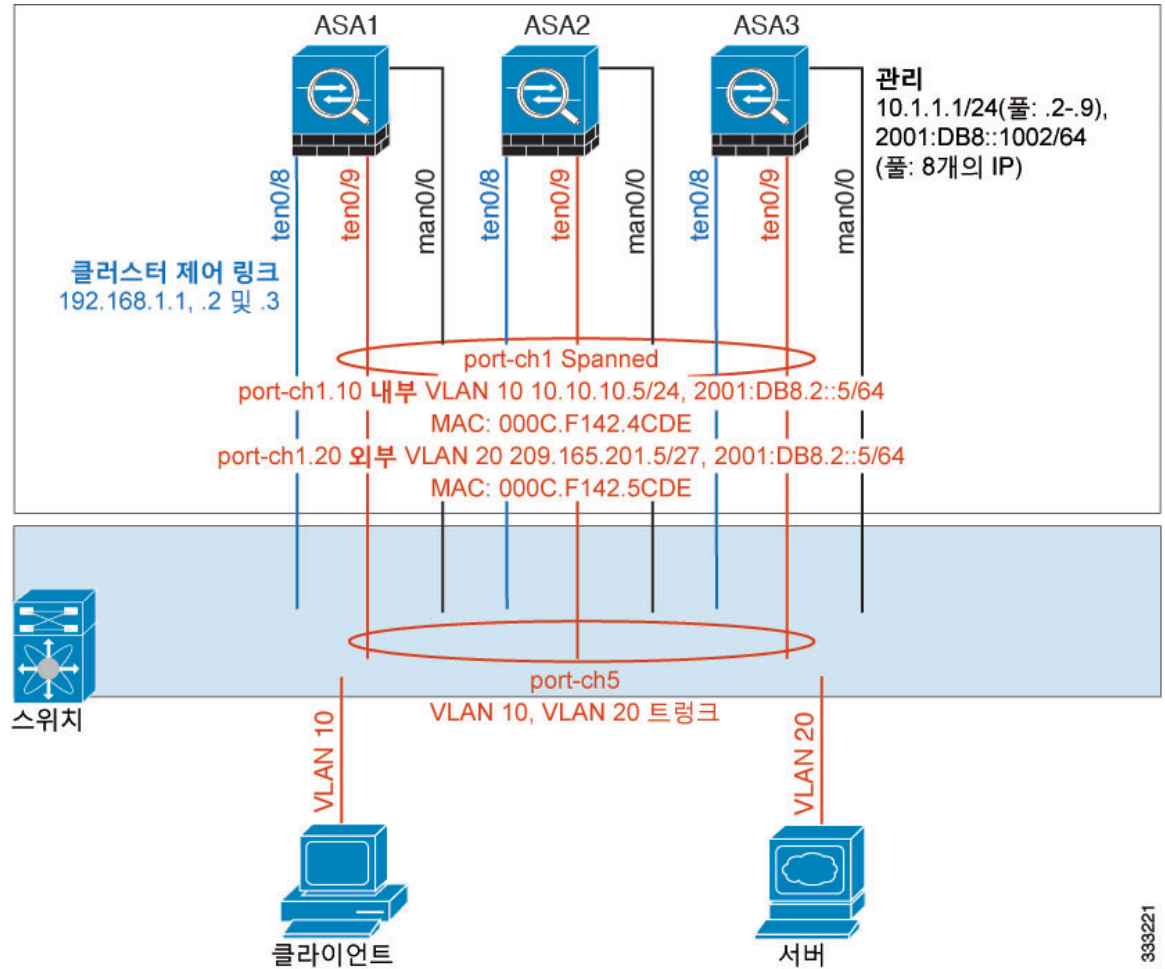 ASA1
ASA2
ASA3
관리
10.1.1.1/24(풀: .2-.9),
2001:DB8::1002/64
(풀: 8개의 IP)
ten0/8
ten0/9
man0/0
ten0/8
ten0/9
man0/0
ten0/8
ten0/9
man0/0
클러스터 제어 링크
192.168.1.1, .2 및 .3
port-ch1 Spanned
port-ch1.10 내부 VLAN 10 10.10.10.5/24, 2001:DB8.2::5/64
MAC: 000C.F142.4CDE
port-ch1.20 외부 VLAN 20 209.165.201.5/27, 2001:DB8.2::5/64
MAC: 000C.F142.5CDE
스위치
port-ch5
VLAN 10, VLAN 20 트렁크
VLAN 10
VLAN 20
클라이언트
서버
333221